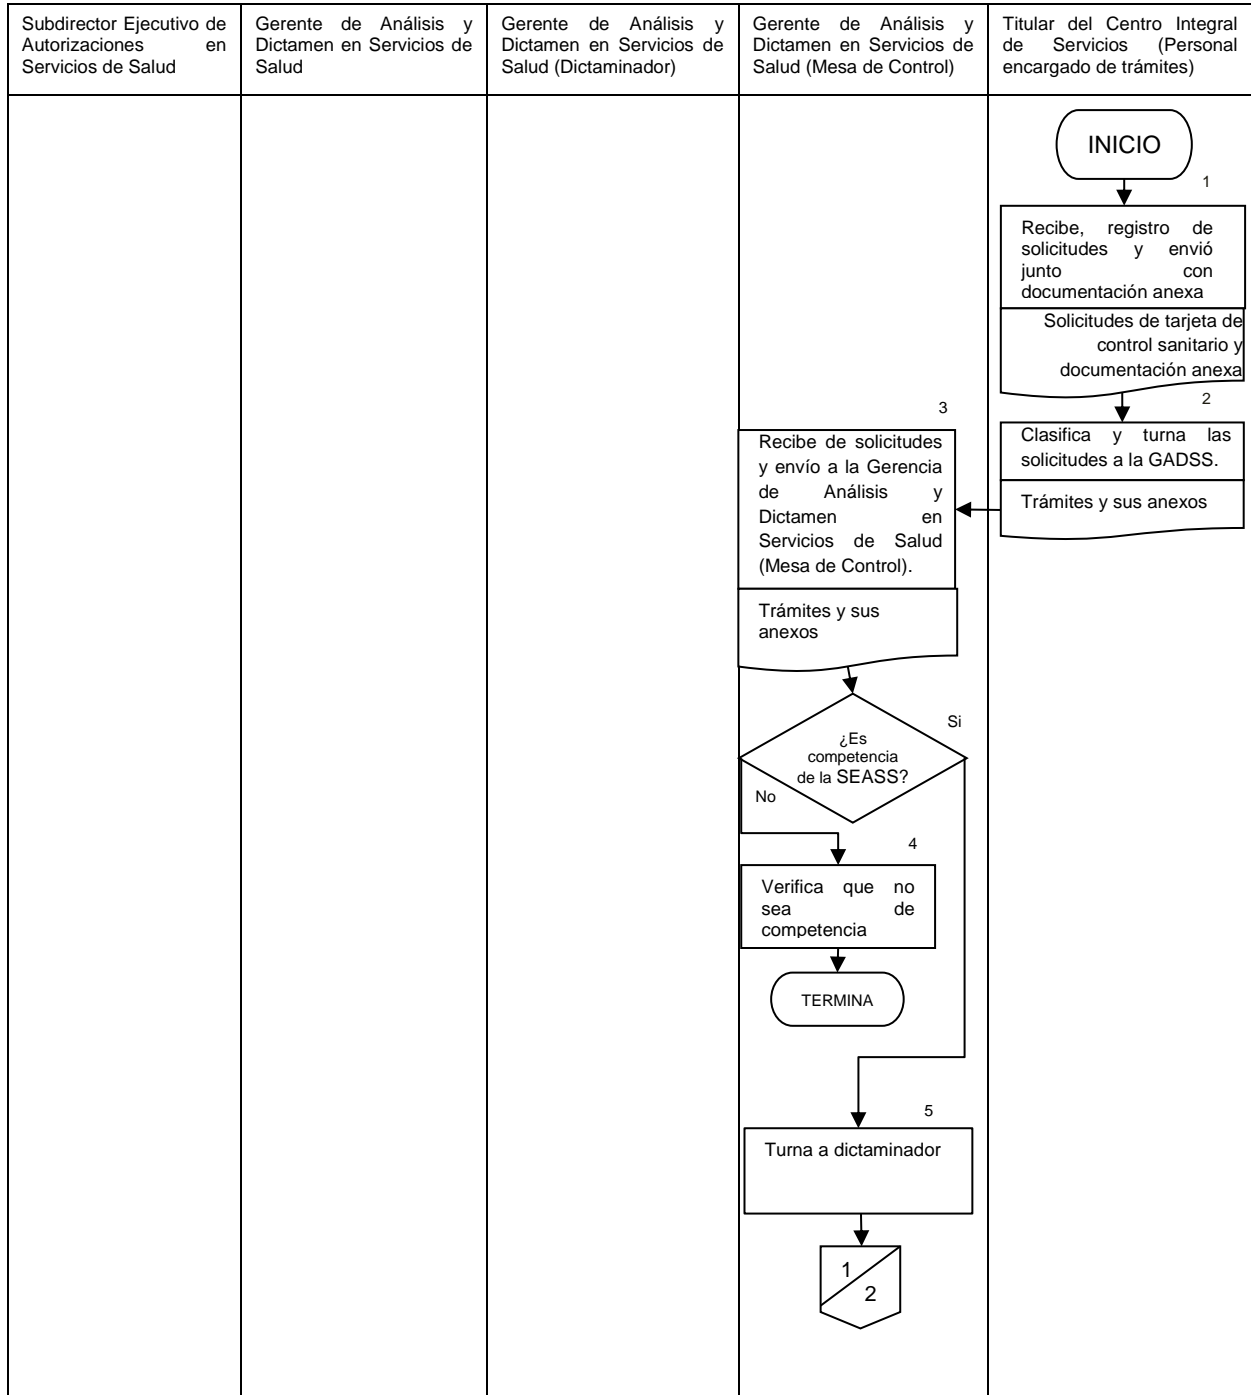 Subdirector Ejecutivo de
Autorizaciones en
Servicios de Salud
Gerente de Análisis y
Dictamen en Servicios de
Salud
Gerente de Análisis y
Dictamen en Servicios de
Salud (Dictaminador)
Gerente de Análisis y
Dictamen en Servicios de
Salud (Mesa de Control)
Titular del Centro Integral
de Servicios (Personal
encargado de trámites)
INICIO
1
Recibe, registro de
solicitudes y envió
junto con
documentación anexa
Solicitudes de tarjeta de
control sanitario y
documentación anexa
2
Clasifica y turna las
solicitudes a la GADSS.
Trámites y sus anexos
3
Recibe de solicitudes
y envío a la Gerencia
de Análisis y
Dictamen en
Servicios de Salud
(Mesa de Control).
Trámites y sus
anexos
¿Es
competencia
de la SEASS?
Si
No
4
Verifica que no
sea de
competencia
TERMINA
5
Turna a dictaminador
1
2